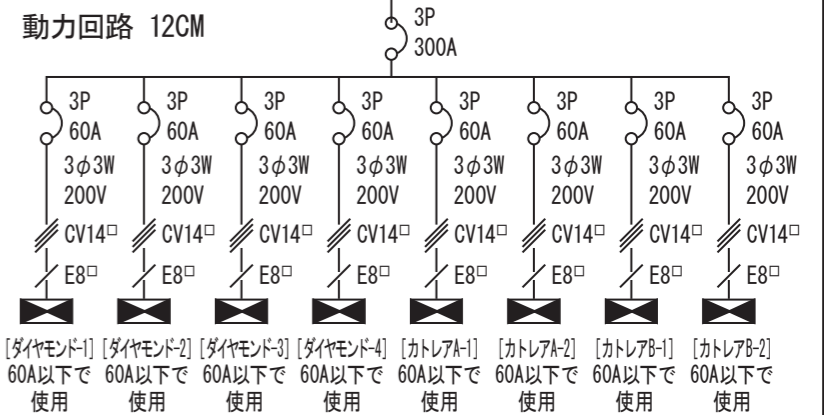 動力回路 12CM
3P
300A
3P 3P 3P 3P 3P 3P 3P 3P
60A 60A 60A 60A 60A 60A 60A 60A
3φ3W 3φ3W 3φ3W 3φ3W 3φ3W 3φ3W 3φ3W 3φ3W
200V 200V 200V 200V 200V 200V 200V 200V
CV14□ CV14□ CV14□ CV14□ CV14□ CV14□ CV14□ CV14□
E8□ E8□ E8□ E8□ E8□ E8□ E8□ E8□
[ダイヤモンド-1] [ダイヤモンド-2] [ダイヤモンド-3] [ダイヤモンド-4] [カトレアA-1] [カトレアA-2] [カトレアB-1] [カトレアB-2]
60A以下で 60A以下で 60A以下で 60A以下で 60A以下で 60A以下で 60A以下で 60A以下で
使用 使用 使用 使用 使用 使用 使用 使用